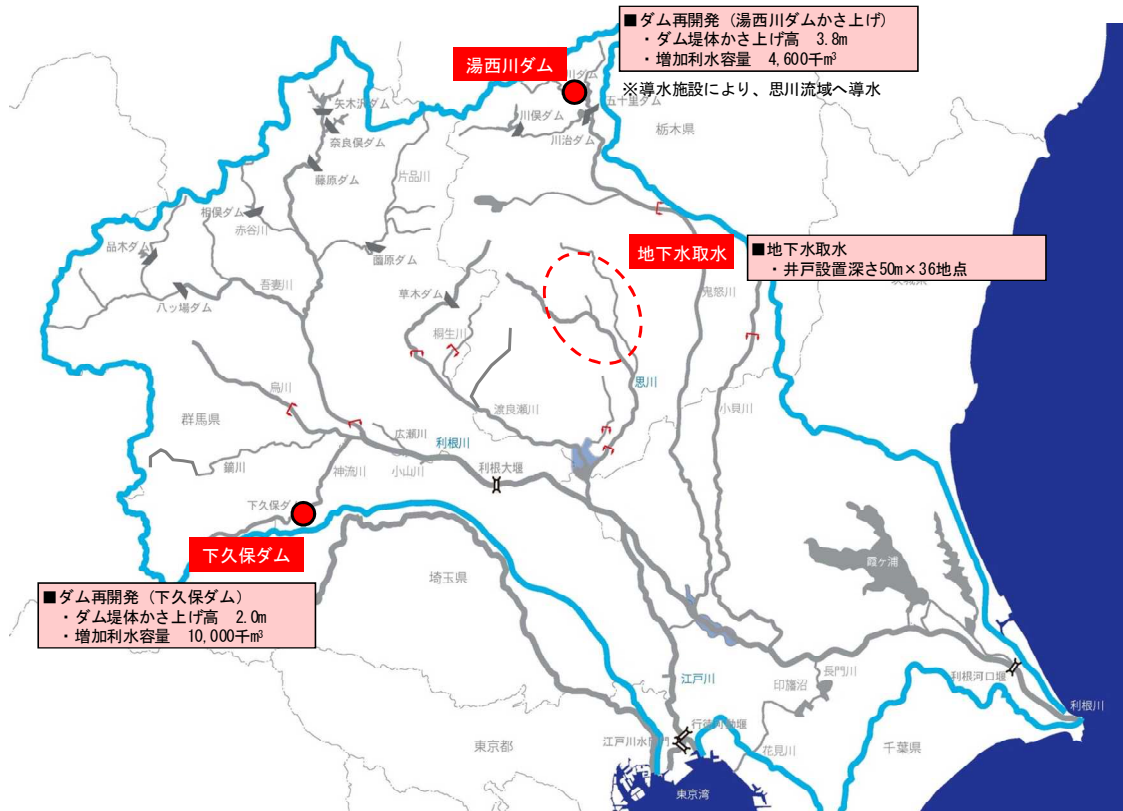 ■ダム再開発（湯西川ダムかさ上げ）
・ダム堤体かさ上げ高 3.8m
・増加利水容量 4,600千m³
※導水施設により、思川流域へ導水
湯西川ダム
川ダム
五十里ダム
川俣ダム
川治ダム
栃木県
矢木沢ダム
奈良俣ダム
藤原ダム
片品川
相俣ダム
赤谷川
品木ダム
薗原ダム
吾妻川
八ッ場ダム
草木ダム
桐生川
地下水取水
■地下水取水
・井戸設置深さ50m×36地点
鬼怒川
思川
小貝川
渡良瀬川
烏川
群馬県
広瀬川
利根川
利根大堰
鏑川
神流川
小山川
下久保ダ
下久保ダム
■ダム再開発（下久保ダム）
・ダム堤体かさ上げ高 2.0m
・増加利水容量 10,000千m³
埼玉県
霞ヶ浦
江戸川
印旛沼
長門川
利根河口堰
利根川
行徳可動堰
江戸川水門
花見川
千葉県
東京都
東京湾